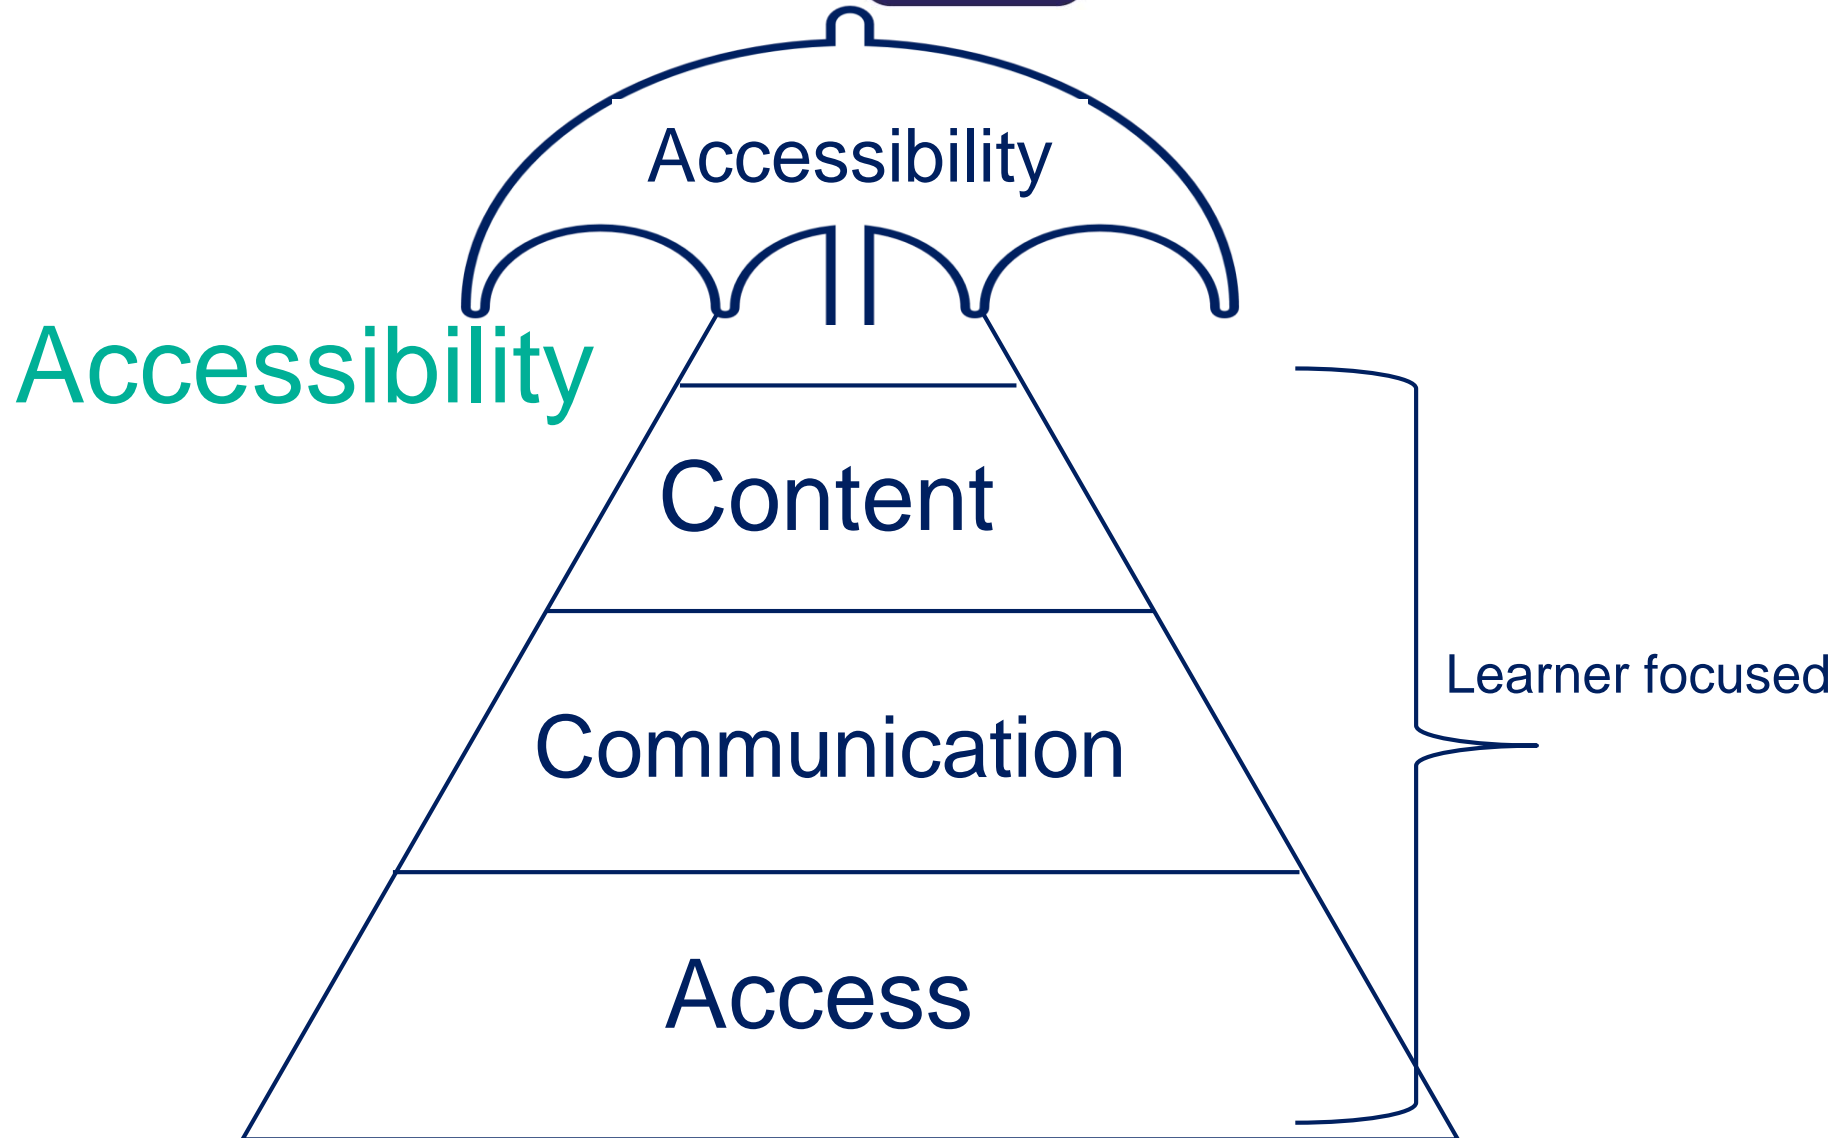 Accessibility
Accessibility
Content
Communication
Learner focused
Access